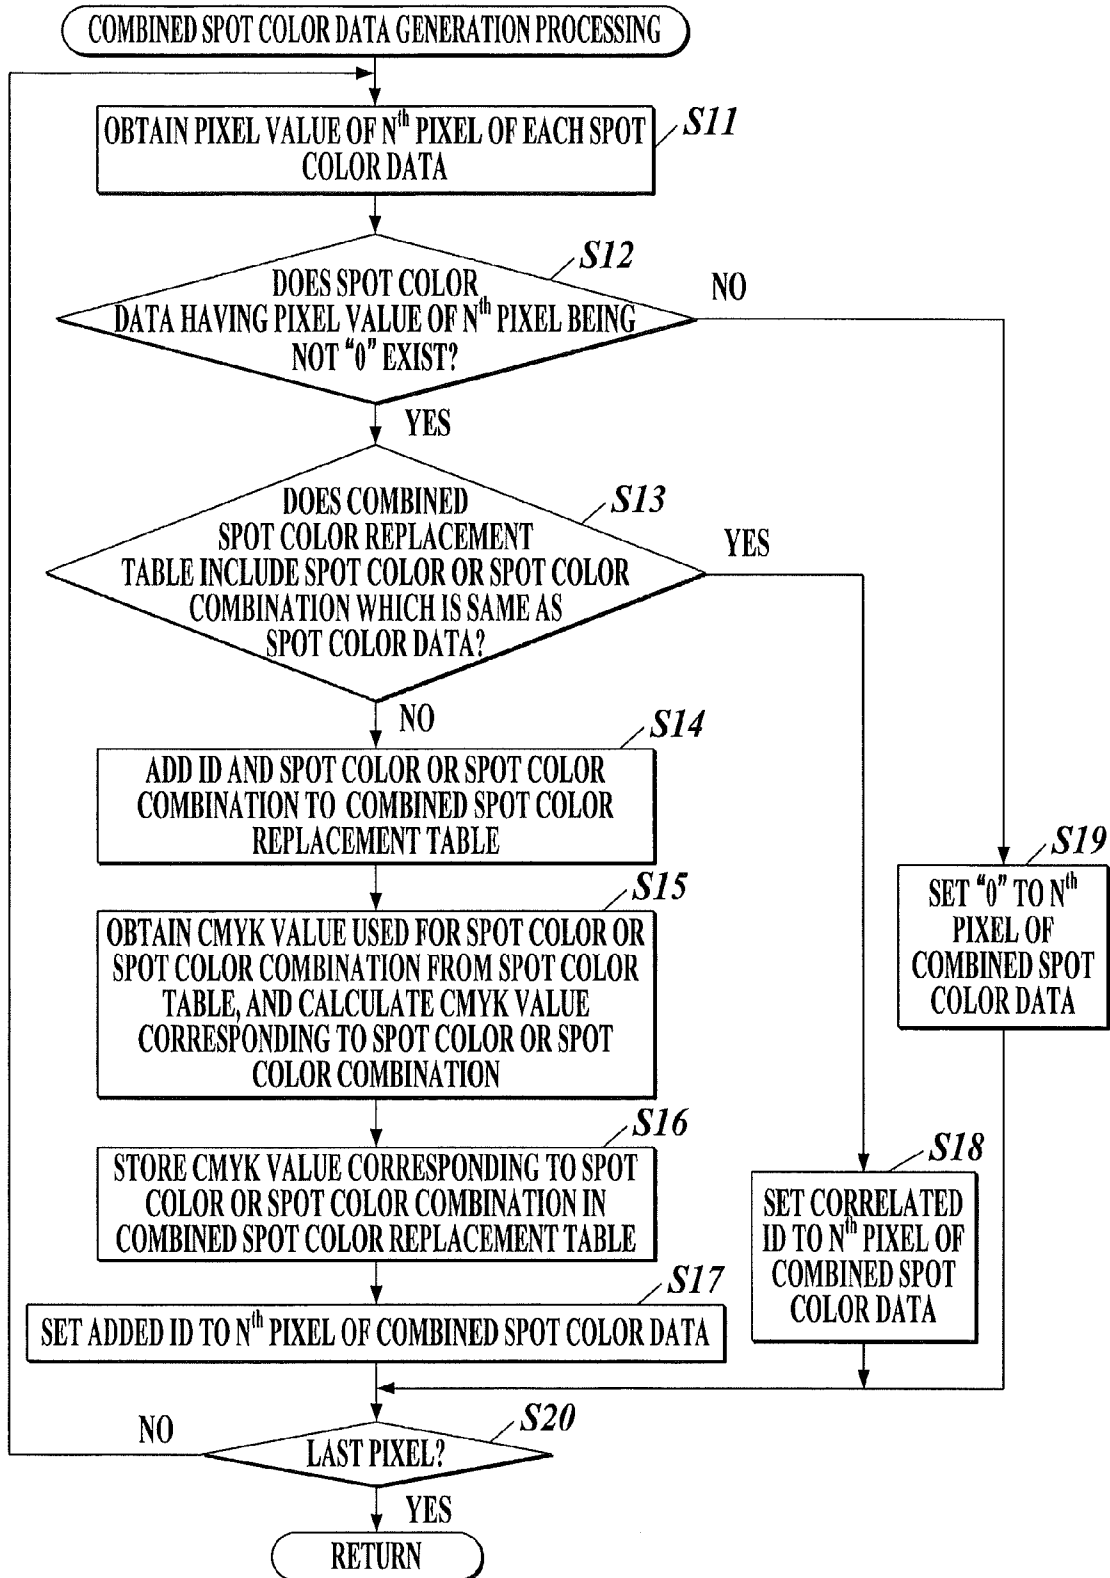 COMBINED SPOT COLOR DATA GENERATION PROCESSING
S11
OBTAIN PIXEL VALUE OF Nth PIXEL OF EACH SPOT
COLOR DATA
S12
DOES SPOT COLOR
DATA HAVING PIXEL VALUE OF Nth PIXEL BEING
NOT "0" EXIST?
NO
YES
S13
DOES COMBINED
SPOT COLOR REPLACEMENT
TABLE INCLUDE SPOT COLOR OR SPOT COLOR
COMBINATION WHICH IS SAME AS
SPOT COLOR DATA?
YES
NO
S14
ADD ID AND SPOT COLOR OR SPOT COLOR
COMBINATION TO COMBINED SPOT COLOR
REPLACEMENT TABLE
S15
OBTAIN CMYK VALUE USED FOR SPOT COLOR OR
SPOT COLOR COMBINATION FROM SPOT COLOR
TABLE, AND CALCULATE CMYK VALUE
CORRESPONDING TO SPOT COLOR OR SPOT
COLOR COMBINATION
S19
SET "0" TO Nth
PIXEL OF
COMBINED SPOT
COLOR DATA
S16
STORE CMYK VALUE CORRESPONDING TO SPOT
COLOR OR SPOT COLOR COMBINATION IN
COMBINED SPOT COLOR REPLACEMENT TABLE
S18
SET CORRELATED
ID TO Nth PIXEL OF
COMBINED SPOT
COLOR DATA
S17
SET ADDED ID TO Nth PIXEL OF COMBINED SPOT COLOR DATA
S20
NO
LAST PIXEL?
YES
RETURN